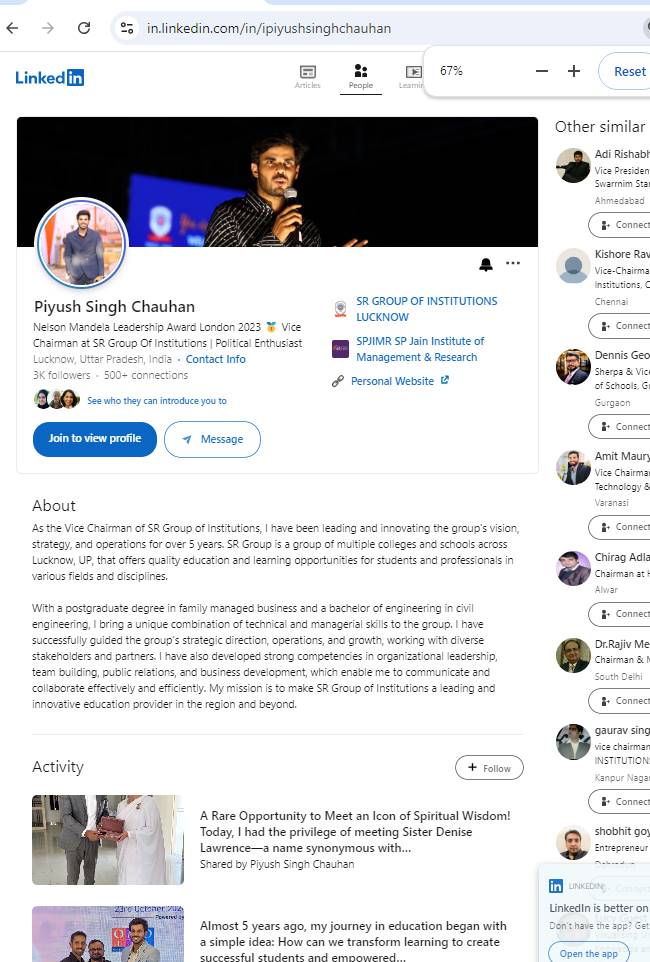 in.linkedin.com/in/ipiyushsinghchauhan
67%
Reset
Linked in
Articles
People
Learni
Other similar
Piyush Singh Chauhan
Nelson Mandela Leadership Award London 2023 🏅 Vice
Chairman at SR Group Of Institutions | Political Enthusiast
Lucknow, Uttar Pradesh, India · Contact Info
3K followers · 500+ connections
See who they can introduce you to
Join to view profile
Message
SR GROUP OF INSTITUTIONS
LUCKNOW
SPJIMR SP Jain Institute of
Management & Research
Personal Website
About
As the Vice Chairman of SR Group of Institutions, I have been leading and innovating the group's vision,
strategy, and operations for over 5 years. SR Group is a group of multiple colleges and schools across
Lucknow, UP, that offers quality education and learning opportunities for students and professionals in
various fields and disciplines.
With a postgraduate degree in family managed business and a bachelor of engineering in civil
engineering, I bring a unique combination of technical and managerial skills to the group. I have
successfully guided the group's strategic direction, operations, and growth, working with diverse
stakeholders and partners. I have also developed strong competencies in organizational leadership,
team building, public relations, and business development, which enable me to communicate and
collaborate effectively and efficiently. My mission is to make SR Group of Institutions a leading and
innovative education provider in the region and beyond.
Activity
+ Follow
A Rare Opportunity to Meet an Icon of Spiritual Wisdom!
Today, I had the privilege of meeting Sister Denise
Lawrence—a name synonymous with...
Shared by Piyush Singh Chauhan
23rd October 202
Powered by
Almost 5 years ago, my journey in education began with
a simple idea: How can we transform learning to create
successful students and empowered...
Adi Rishabh
Vice Presiden
Swarrnim Sta
Ahmedabad
Connect
Kishore Rav
Vice-Chairma
Institutions, C
Chennai
Connect
Dennis Geo
Sherpa & Vice
of Schools, Gu
Gurgaon
Connect
Amit Maury
Vice Chairma
Technology &
Varanasi
Connect
Chirag Adla
Chairman at H
Alwar
Connect
Dr.Rajiv Me
Chairman & M
South Delhi
Connect
gaurav sing
vice chairman
INSTITUTION
Kanpur Nagar
Connect
shobhit goy
Entrepreneur
LINKEDIN
LinkedIn is better on
Don't have the app? Get
Open the app